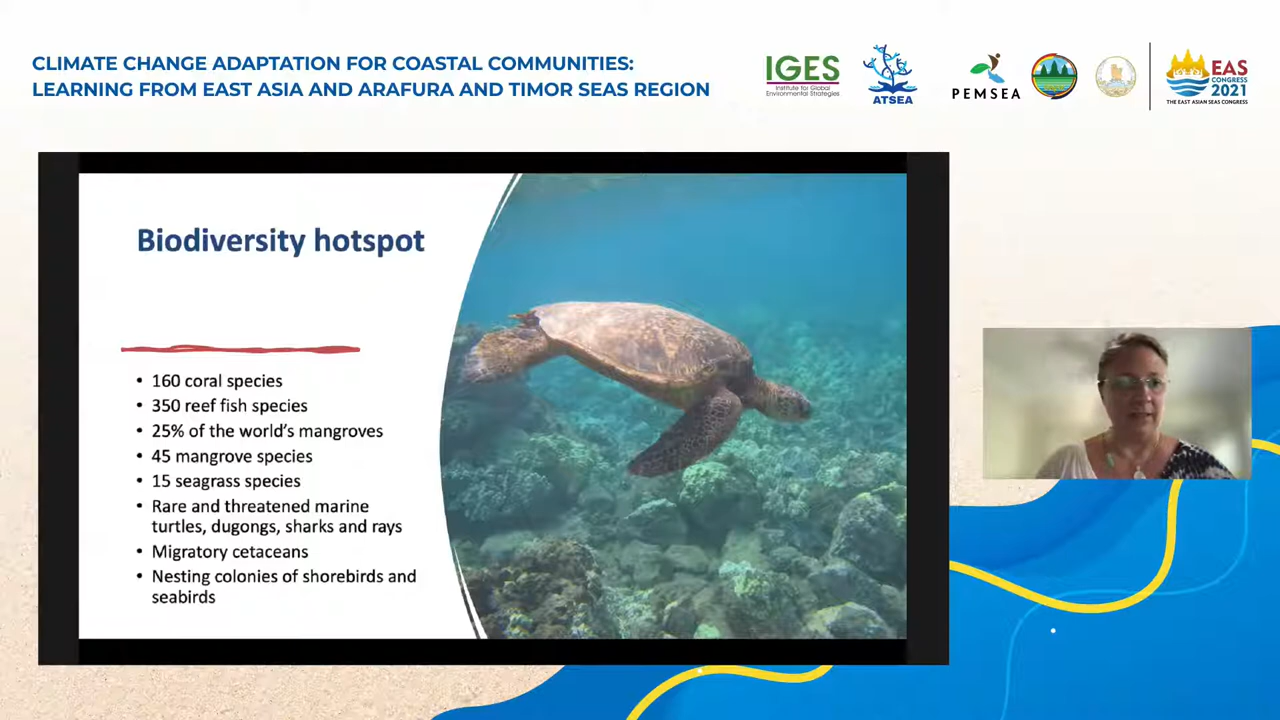 CLIMATE CHANGE ADAPTATION FOR COASTAL COMMUNITIES:
LEARNING FROM EAST ASIA AND ARAFURA AND TIMOR SEAS REGION
IGES
Institute for Global
Environmental Strategies
ATSEA
PEMSEA
EAS
CONGRESS
2021
THE EAST ASIAN SEAS CONGRESS
Biodiversity hotspot
• 160 coral species
• 350 reef fish species
• 25% of the world's mangroves
• 45 mangrove species
• 15 seagrass species
• Rare and threatened marine
turtles, dugongs, sharks and rays
• Migratory cetaceans
• Nesting colonies of shorebirds and
seabirds